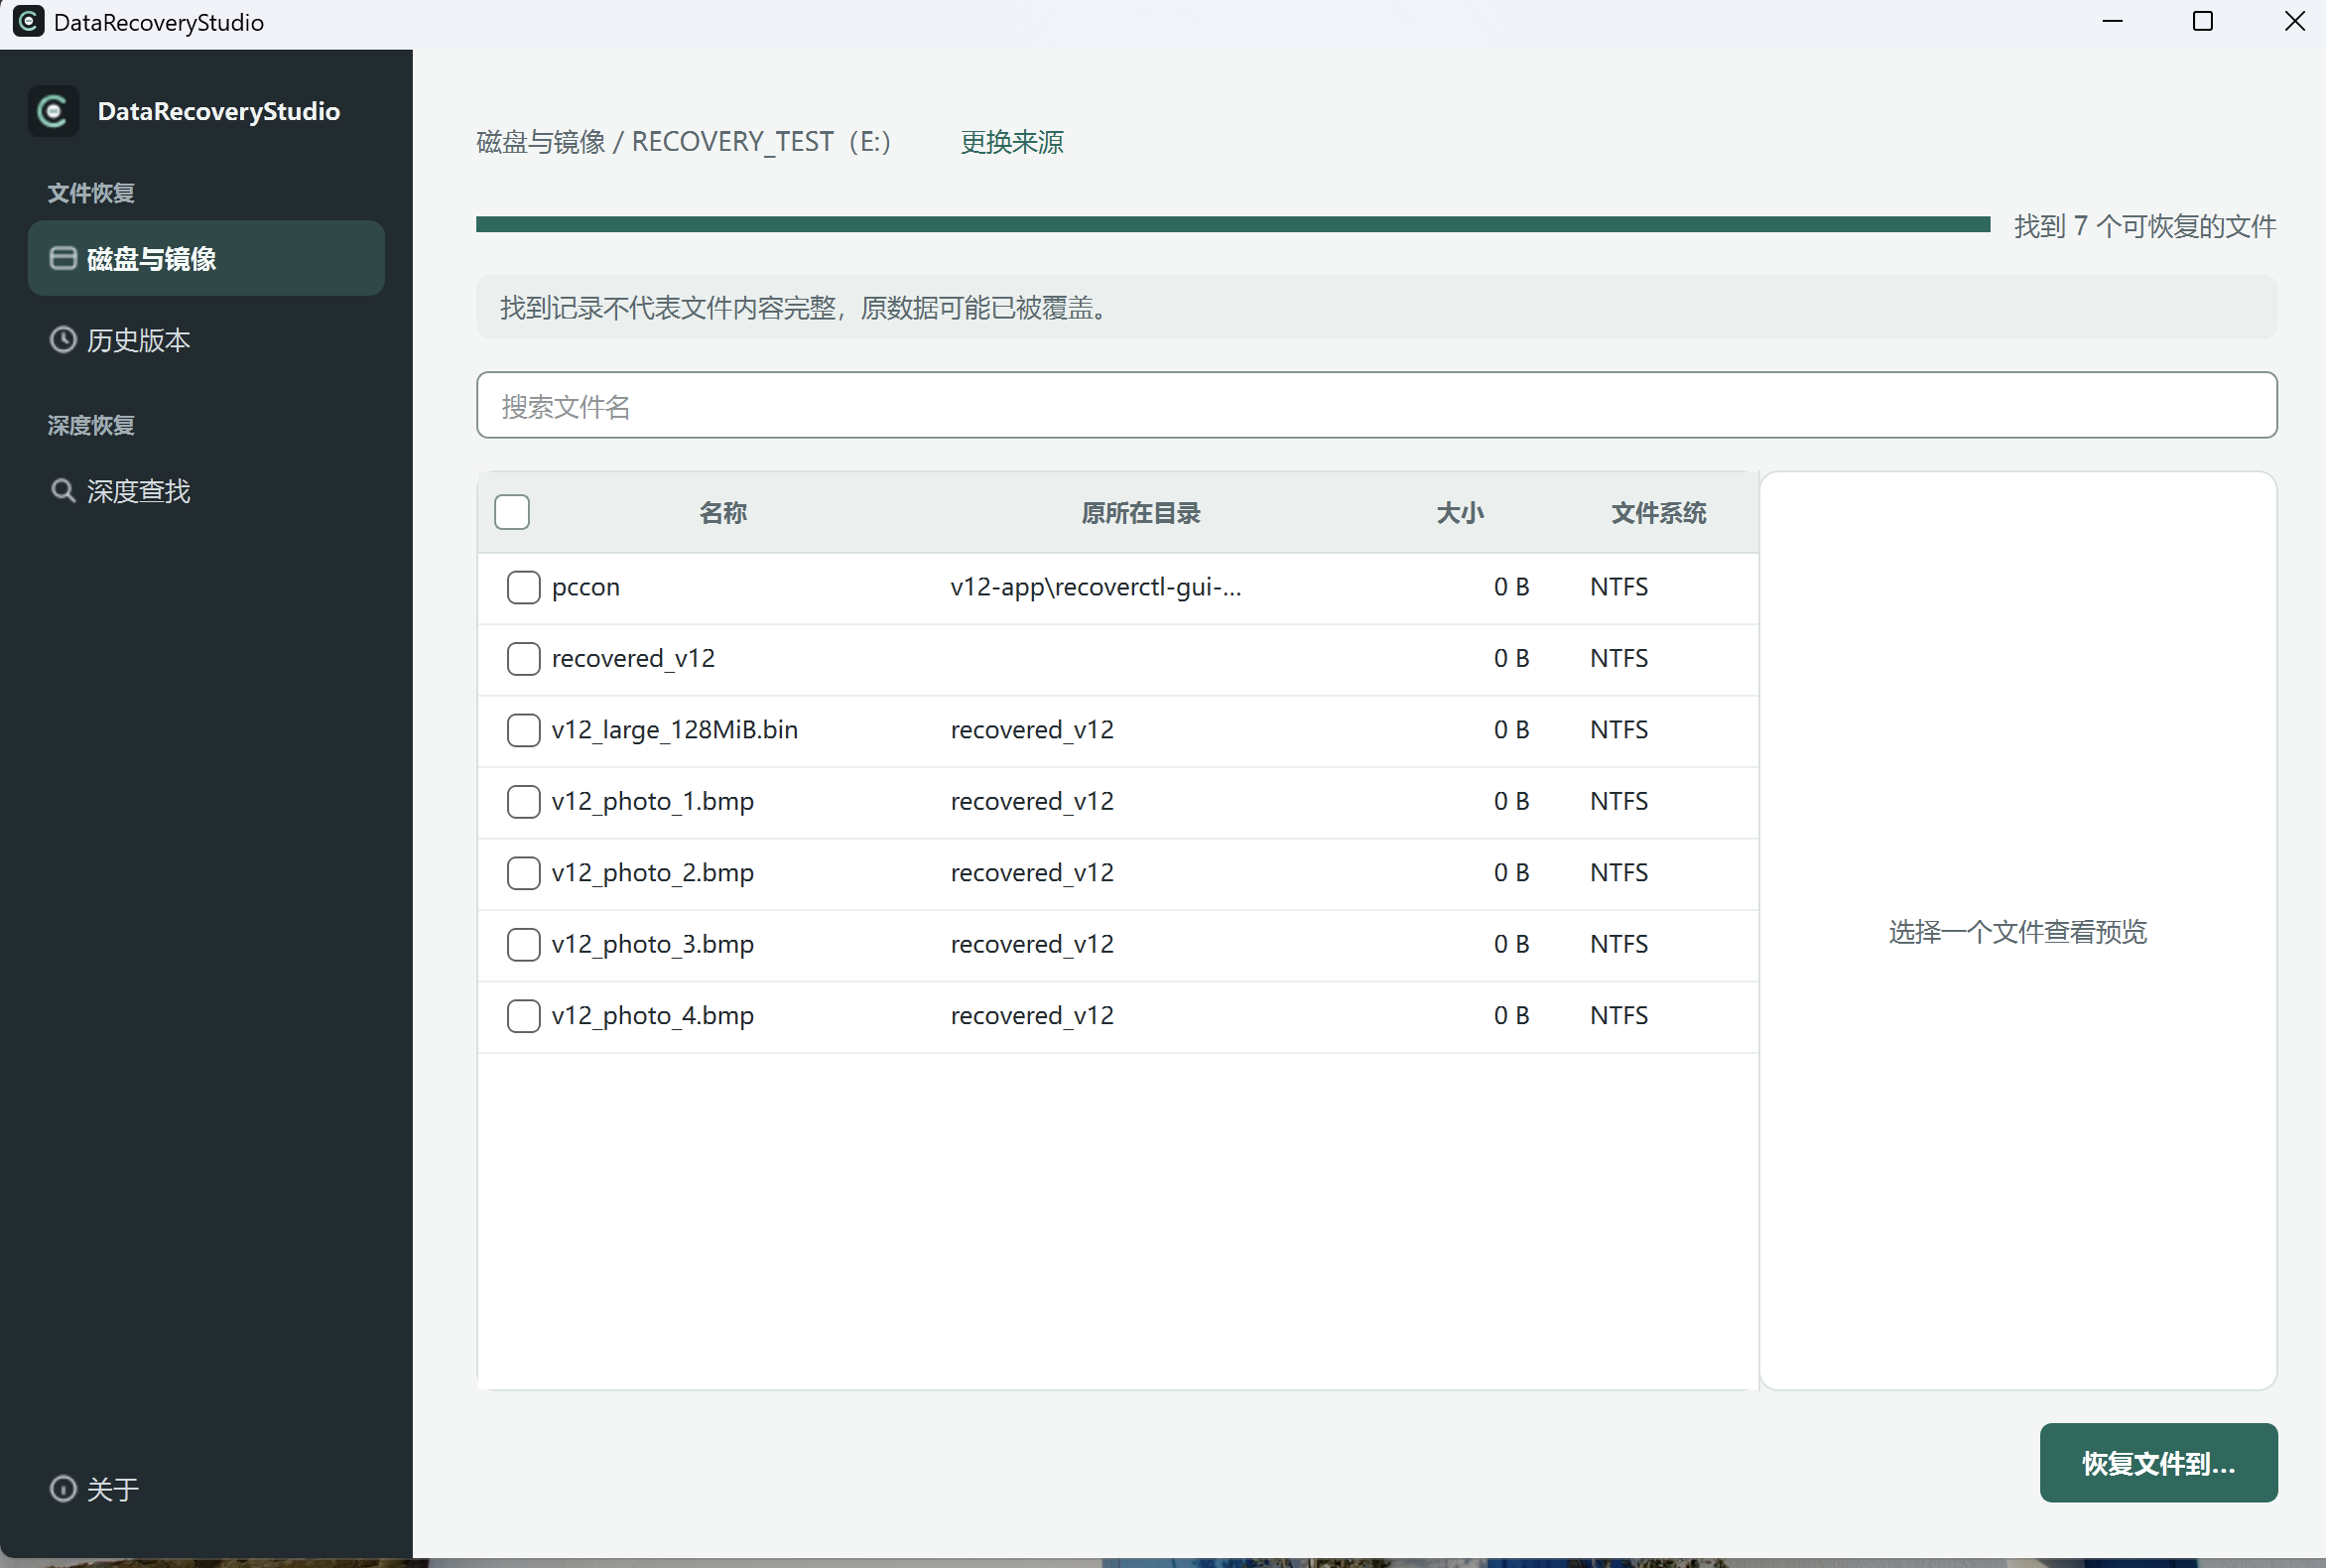 DataRecoveryStudio
DataRecoveryStudio
文件恢复
磁盘与镜像
历史版本
深度恢复
深度查找
关于
磁盘与镜像 / RECOVERY_TEST（E:） 更换来源
找到 7 个可恢复的文件
找到记录不代表文件内容完整，原数据可能已被覆盖。
搜索文件名
名称 原所在目录 大小 文件系统
pccon v12-app\recoverctl-gui-... 0 B NTFS
recovered_v12 0 B NTFS
v12_large_128MiB.bin recovered_v12 0 B NTFS
v12_photo_1.bmp recovered_v12 0 B NTFS
v12_photo_2.bmp recovered_v12 0 B NTFS
v12_photo_3.bmp recovered_v12 0 B NTFS
v12_photo_4.bmp recovered_v12 0 B NTFS
选择一个文件查看预览
恢复文件到...